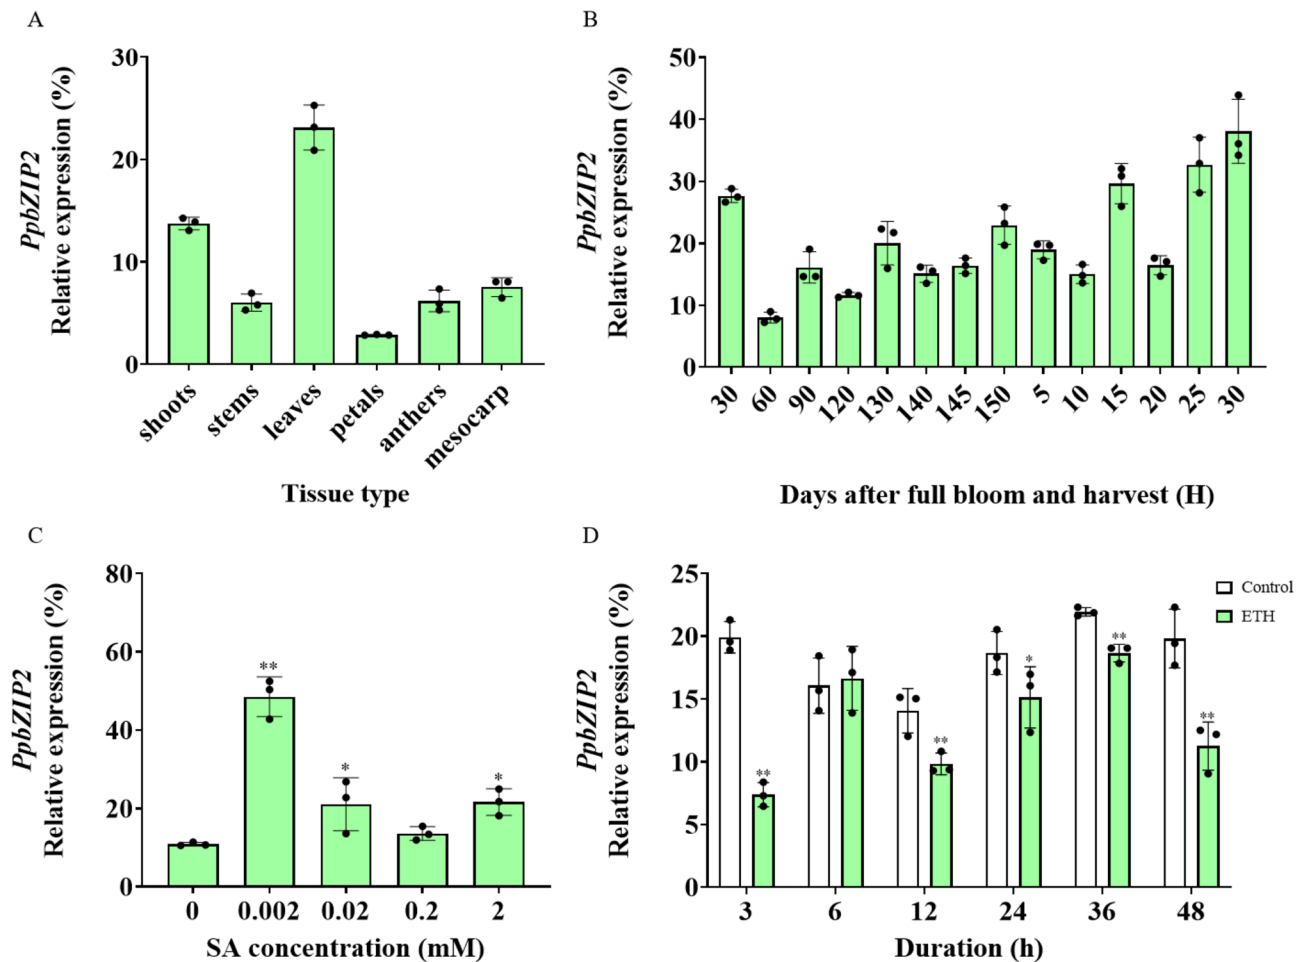 A
PpbZIP2
Relative expression (%)
30
20
10
0
shoots
stems
leaves
petals
anthers
mesocarp
Tissue type
B
PpbZIP2
Relative expression (%)
50
40
30
20
10
0
30
60
90
120
130
140
145
150
5
10
15
20
25
30
Days after full bloom and harvest (H)
C
PpbZIP2
Relative expression (%)
80
60
40
20
0
**
*
*
0
0.002
0.02
0.2
2
SA concentration (mM)
D
PpbZIP2
Relative expression (%)
25
20
15
10
5
0
**
**
*
**
**
3
6
12
24
36
48
Duration (h)
Control
ETH